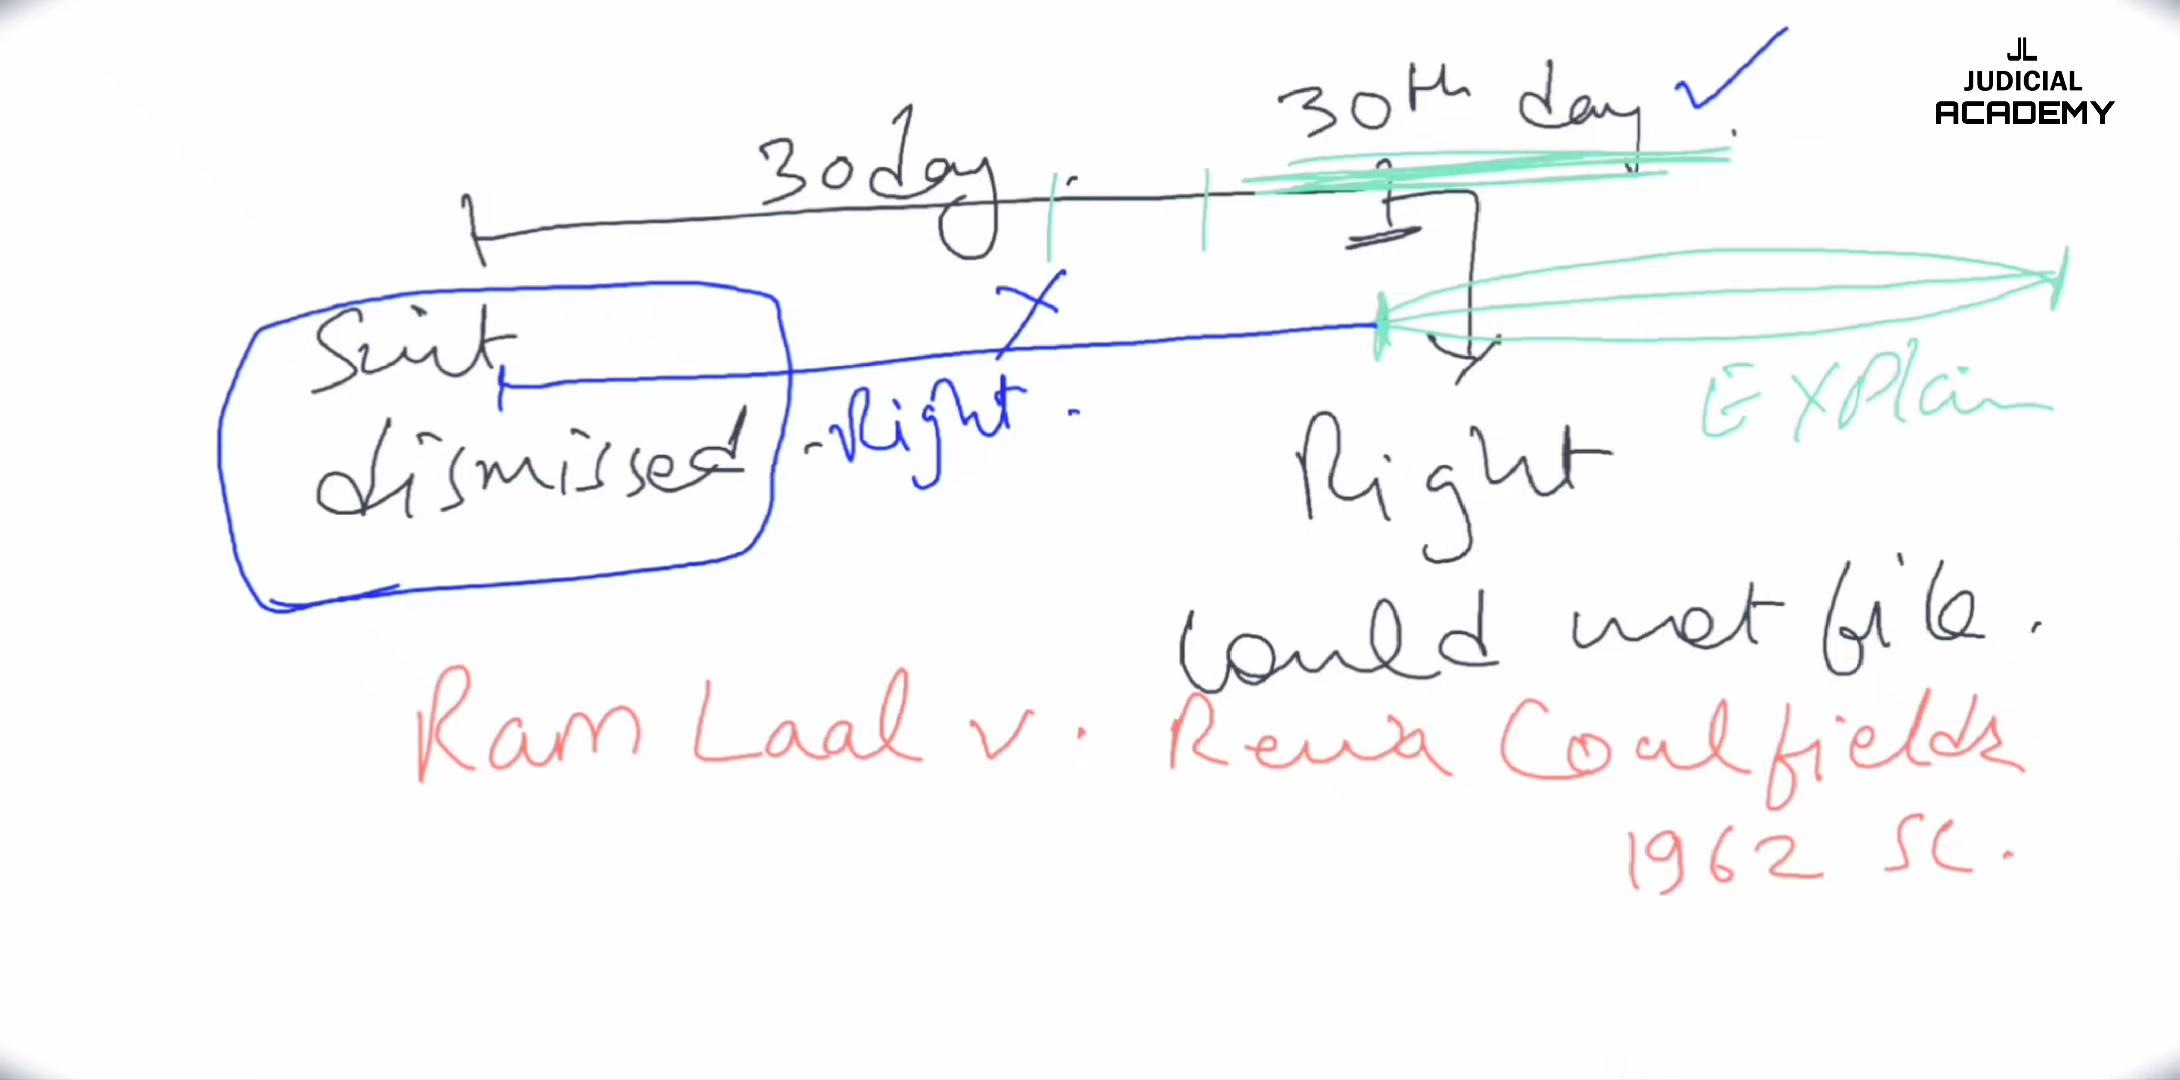 JL
JUDICIAL
ACADEMY
30th day
30 day
Suit
dismissed
- Right .
Explain
Right
Could not file .
Ram Laal v . Rewa Coalfields
1962 SC .